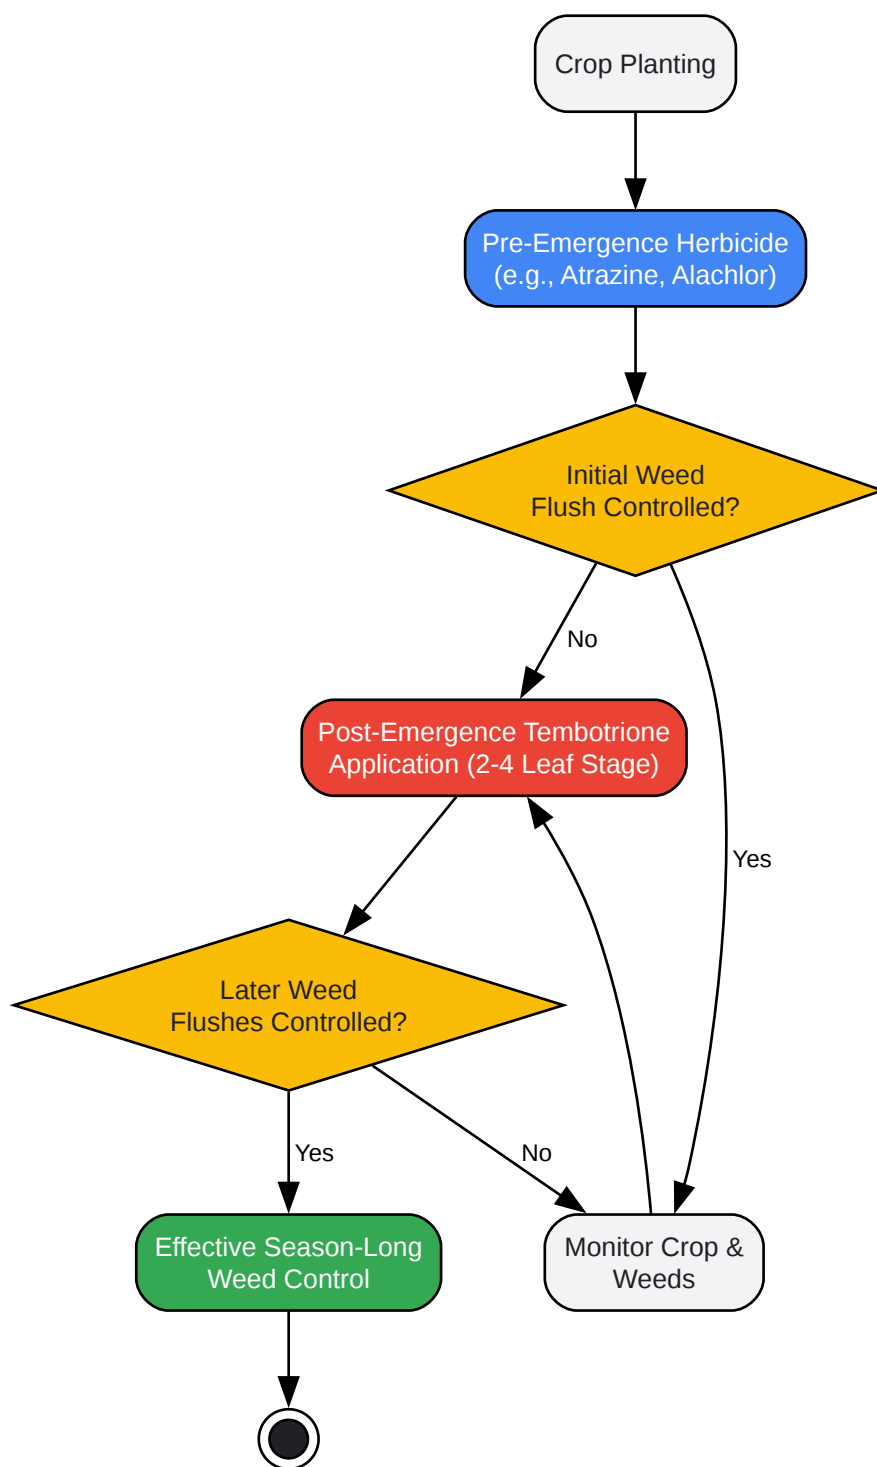 Crop Planting
Pre-Emergence Herbicide
(e.g., Atrazine, Alachlor)
Initial Weed
Flush Controlled?
No
Post-Emergence Tembotrione
Application (2-4 Leaf Stage)
Yes
Later Weed
Flushes Controlled?
Yes
No
Effective Season-Long
Weed Control
Monitor Crop &
Weeds